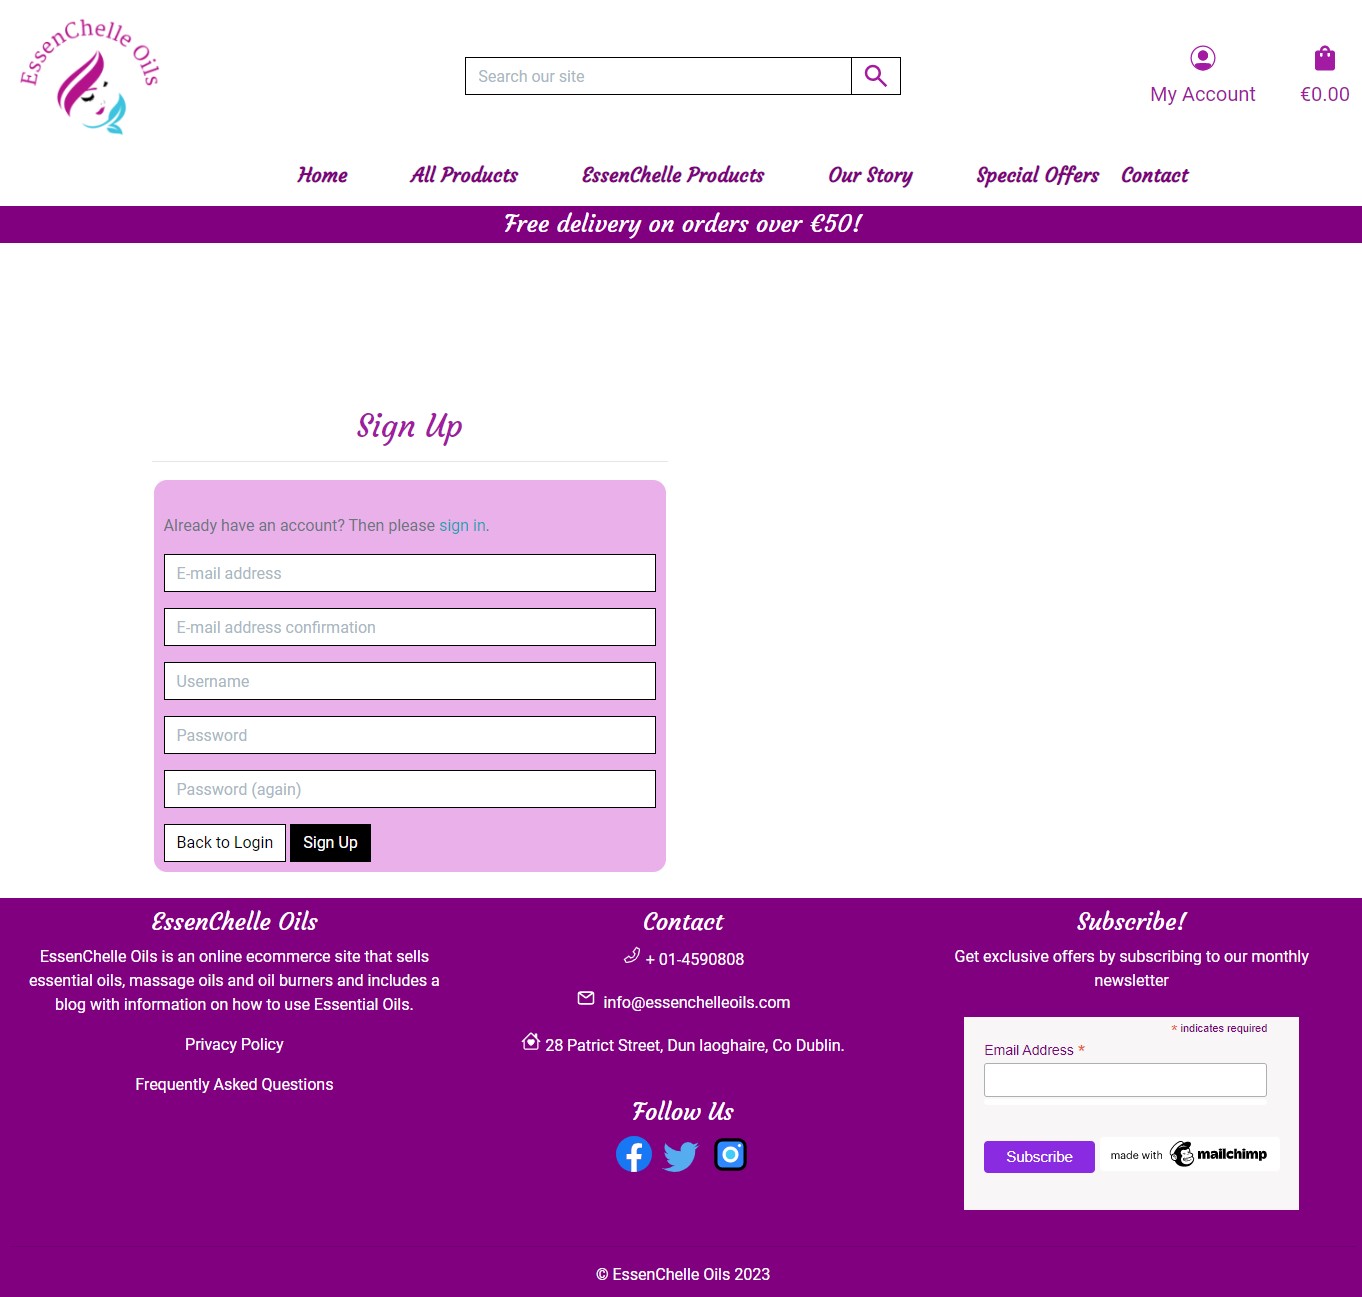 EssenChelle Oils
Search our site
My Account
€0.00
Home
All Products
EssenChelle Products
Our Story
Special Offers
Contact
Free delivery on orders over €50!
Sign Up
Already have an account? Then please sign in.
E-mail address
E-mail address confirmation
Username
Password
Password (again)
Back to Login
Sign Up
EssenChelle Oils
EssenChelle Oils is an online ecommerce site that sells
essential oils, massage oils and oil burners and includes a
blog with information on how to use Essential Oils.
Privacy Policy
Frequently Asked Questions
Contact
+ 01-4590808
info@essenchelleoils.com
28 Patrict Street, Dun laoghaire, Co Dublin.
Follow Us
Subscribe!
Get exclusive offers by subscribing to our monthly
newsletter
* indicates required
Email Address *
Subscribe
made with mailchimp
© EssenChelle Oils 2023